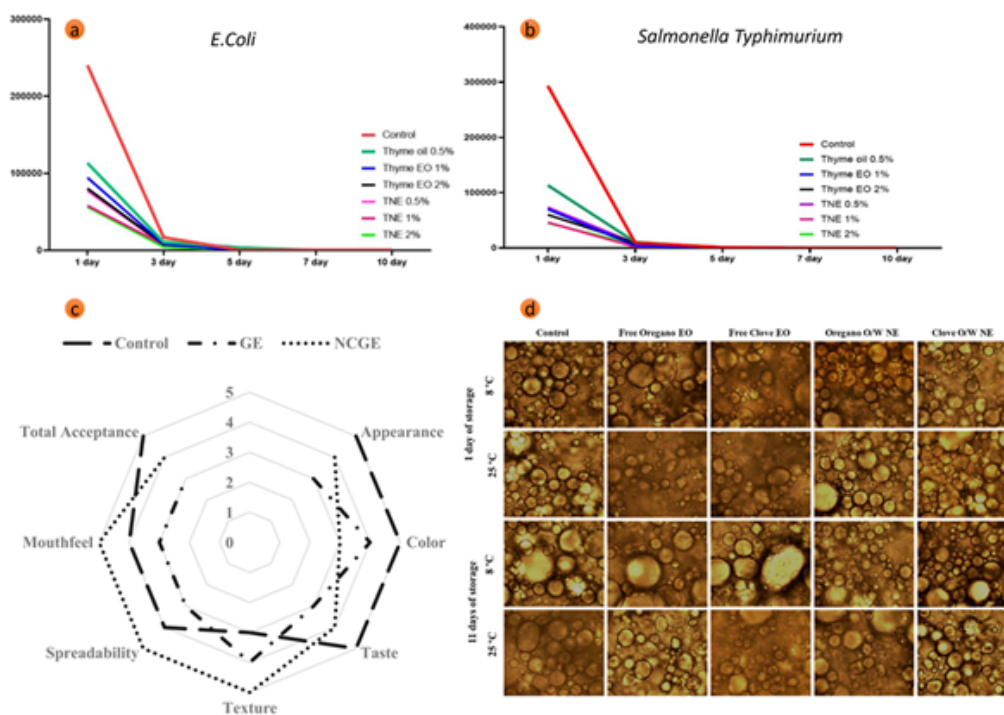 a
E.Coli
300000
200000
100000
0
1 day
3 day
5 day
7 day
10 day
Control
Thyme oil 0.5%
Thyme EO 1%
Thyme EO 2%
TNE 0.5%
TNE 1%
TNE 2%
b
Salmonella Typhimurium
400000
300000
200000
100000
0
1 day
3 day
5 day
7 day
10 day
Control
Thyme oil 0.5%
Thyme EO 1%
Thyme EO 2%
TNE 0.5%
TNE 1%
TNE 2%
c
Control
GE
NCGE
5
4
3
2
1
0
Appearance
Color
Taste
Texture
Spreadability
Mouthfeel
Total Acceptance
d
Control
Free Oregano EO
Free Clove EO
Oregano O/W NE
Clove O/W NE
1 day of storage
8 °C
25 °C
11 days of storage
8 °C
25 °C